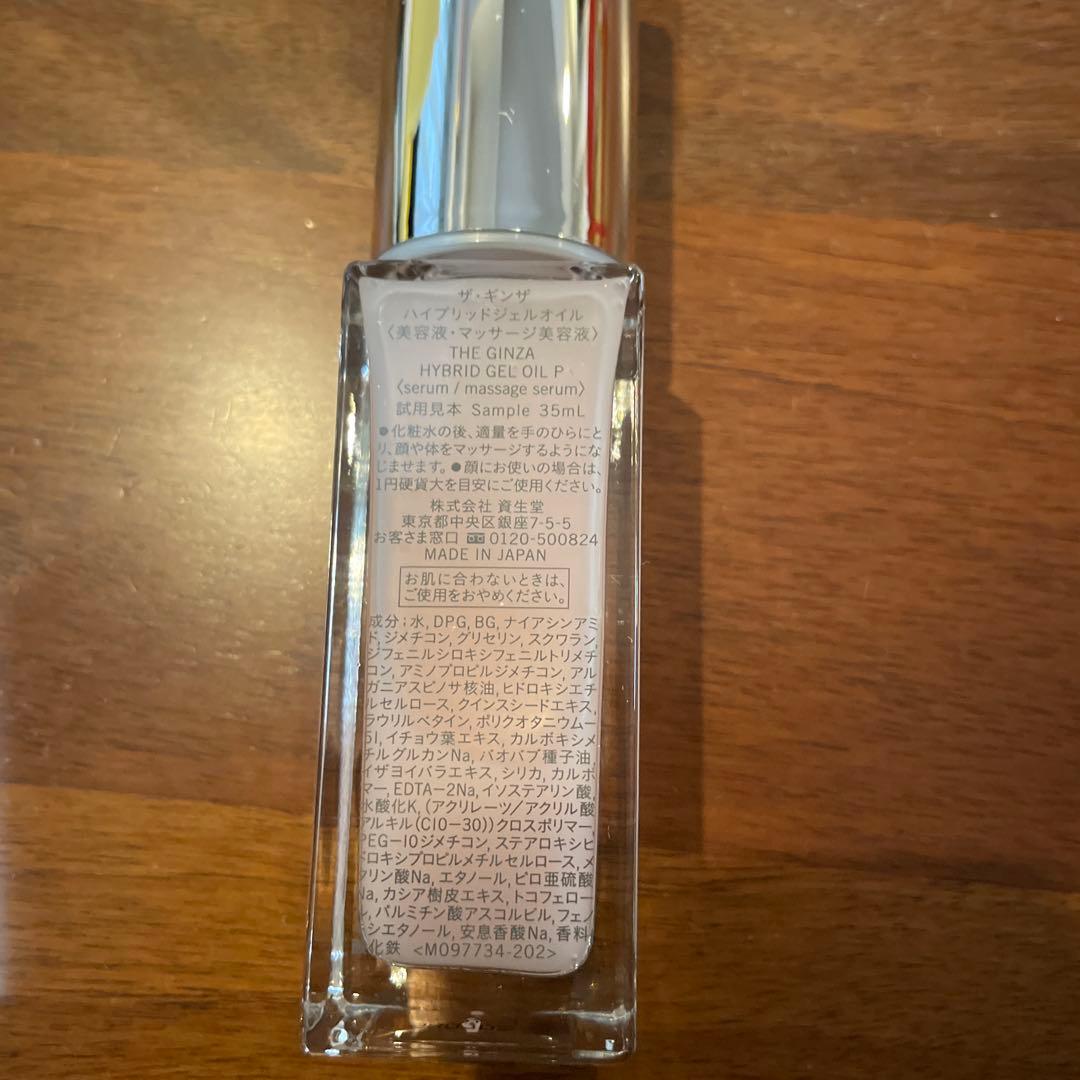 ザ・ギンザ
ハイブリッドジェルオイル
〈美容液・マッサージ美容液〉
THE GINZA
HYBRID GEL OIL P
〈serum / massage serum〉
試用見本 Sample 35mL
●化粧水の後、適量を手のひらにと
り、顔や体をマッサージするようにな
じませます。●顔にお使いの場合は、
1円硬貨大を目安にご使用ください。
株式会社 資生堂
東京都中央区銀座7-5-5
お客さま窓口 0120-500824
MADE IN JAPAN
お肌に合わないときは、
ご使用をおやめください。
成分；水, DPG, BG, ナイアシンアミ
ド, ジメチコン, グリセリン, スクワラン,
ジフェニルシロキシフェニルトリメチ
コン, アミノプロピルジメチコン, アル
ガニアスピノサ核油, ヒドロキシエチ
ルセルロース, クインスシードエキス,
ラウリルベタイン, ポリクオタニウムー
51, イチョウ葉エキス, カルボキシメ
チルグルカンNa, バオバブ種子油,
イザヨイバラエキス, シリカ, カルボ
マー, EDTAー2Na, イソステアリン酸,
水酸化K, (アクリレーツ/アクリル酸
アルキル(C10-30))クロスポリマー,
PEGー10ジメチコン, ステアロキシヒ
ドロキシプロピルメチルセルロース, メ
タリン酸Na, エタノール, ピロ亜硫酸
Na, カシア樹皮エキス, トコフェロー
ル, パルミチン酸アスコルビル, フェノ
キシエタノール, 安息香酸Na, 香料,
化鉄 <M097734-202>